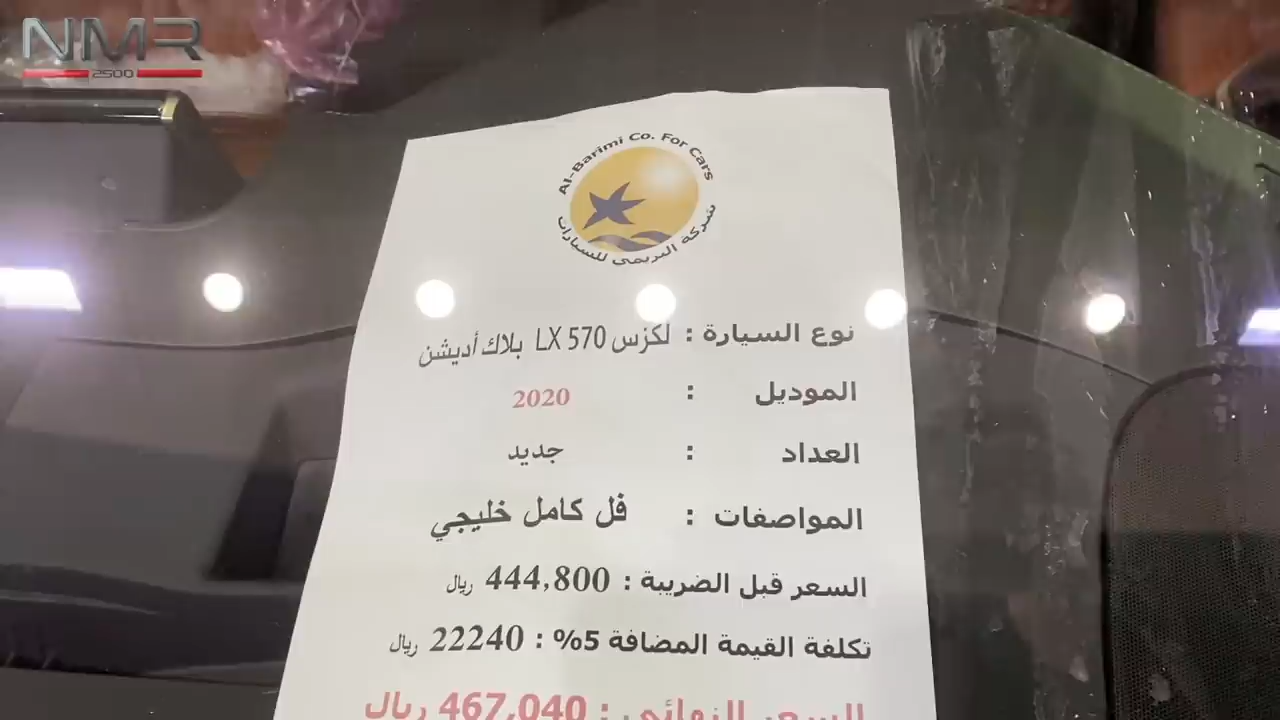 NMR
2500
Al-Barimi Co. For Cars
شركة البريمي للسيارات
نوع السيارة : لكزس LX 570 بلاك أديشن
الموديل : 2020
العداد : جديد
المواصفات : فل كامل خليجي
السعر قبل الضريبة : 444,800 ريال
تكلفة القيمة المضافة 5% : 22240 ريال
السعر النهائي : 467,040 ريال